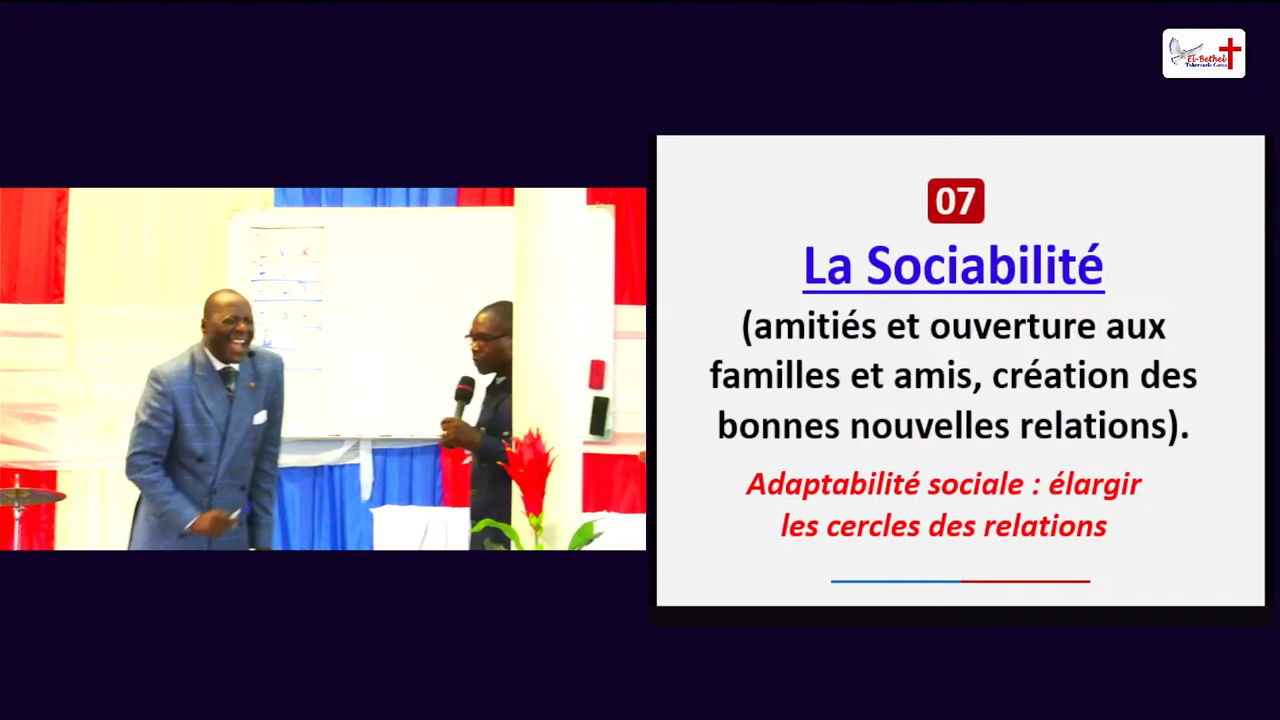 El-Bethel
07
La Sociabilité
(amitiés et ouverture aux
familles et amis, création des
bonnes nouvelles relations).
Adaptabilité sociale : élargir
les cercles des relations